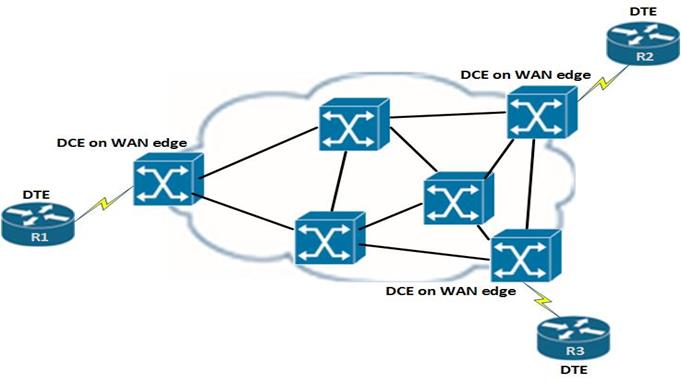 DTE
R2
DCE on WAN edge
DCE on WAN edge
DTE
R1
DCE on WAN edge
R3
DTE